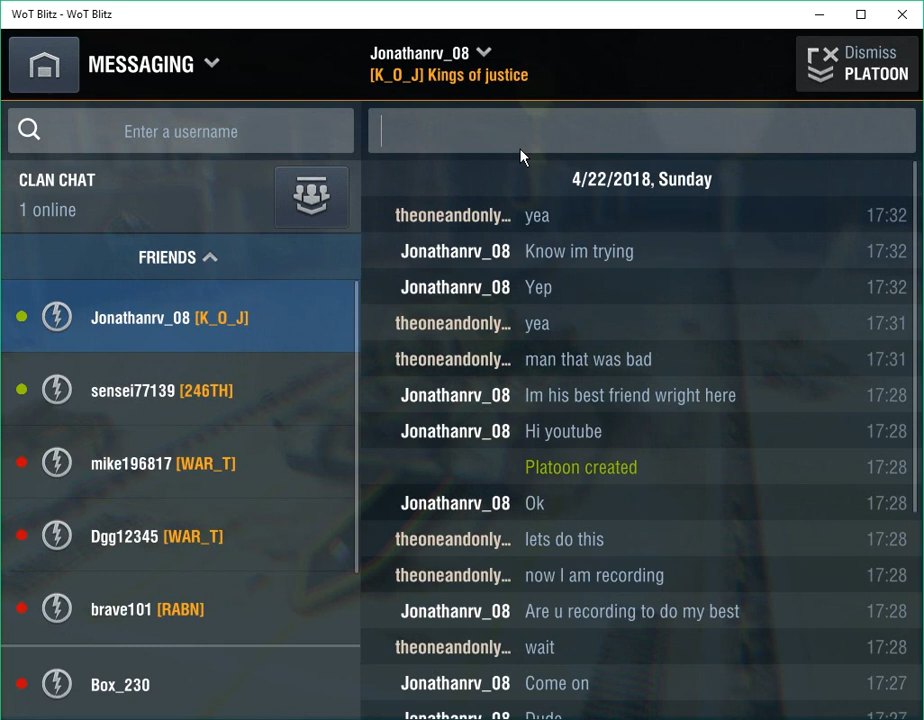 WoT Blitz - WoT Blitz
MESSAGING
Jonathanrv_08
[K_O_J] Kings of justice
Dismiss
PLATOON
Enter a username
CLAN CHAT
1 online
FRIENDS
Jonathanrv_08 [K_O_J]
sensei77139 [246TH]
mike196817 [WAR_T]
Dgg12345 [WAR_T]
brave101 [RABN]
Box_230
4/22/2018, Sunday
theoneandonly... yea 17:32
Jonathanrv_08 Know im trying 17:32
Jonathanrv_08 Yep 17:32
theoneandonly... yea 17:31
theoneandonly... man that was bad 17:31
Jonathanrv_08 Im his best friend wright here 17:28
Jonathanrv_08 Hi youtube 17:28
Platoon created 17:28
Jonathanrv_08 Ok 17:28
theoneandonly... lets do this 17:28
theoneandonly... now I am recording 17:28
Jonathanrv_08 Are u recording to do my best 17:28
theoneandonly... wait 17:28
Jonathanrv_08 Come on 17:27
Jonathanrv_08 Dude 17:27